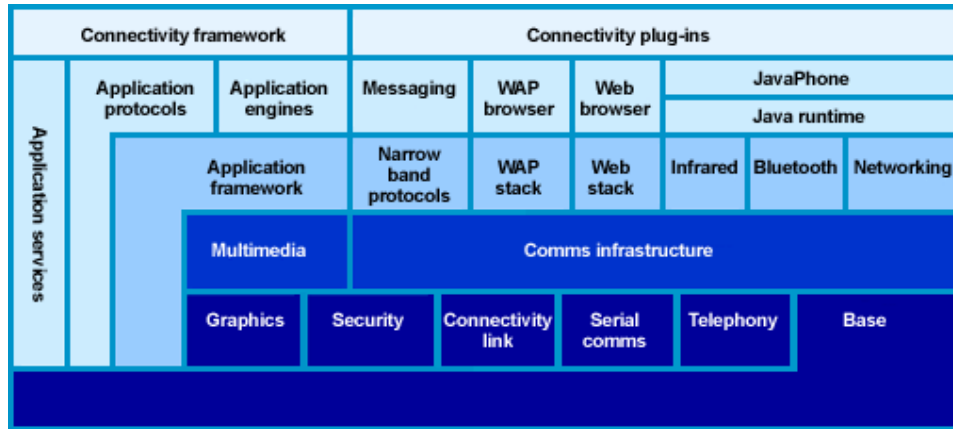 Connectivity framework
Connectivity plug-ins
Application services
Application
protocols
Application
engines
Messaging
WAP
browser
Web
browser
JavaPhone
Java runtime
Application
framework
Narrow
band
protocols
WAP
stack
Web
stack
Infrared
Bluetooth
Networking
Multimedia
Comms infrastructure
Graphics
Security
Connectivity
link
Serial
comms
Telephony
Base